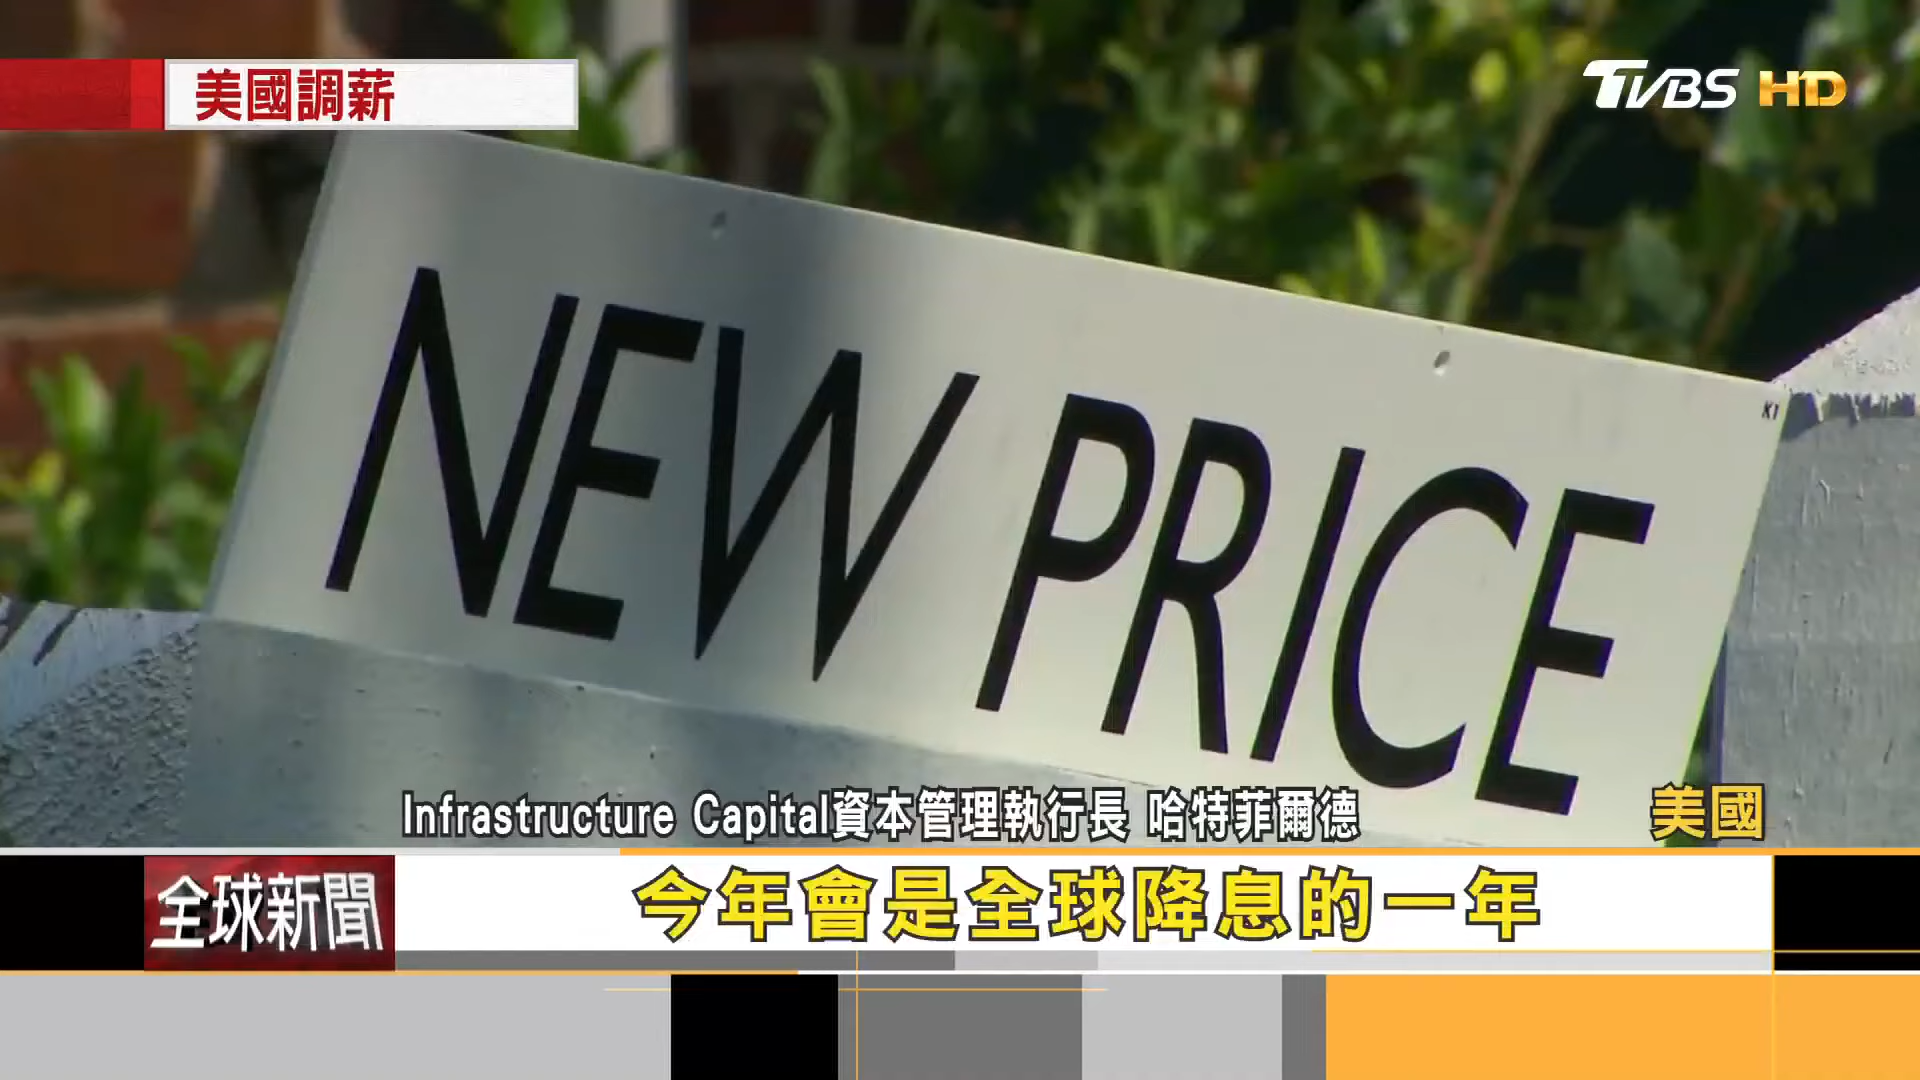 美國調薪
TVBS HD
K1
NEW PRICE
Infrastructure Capital資本管理執行長 哈特菲爾德
美國
全球新聞
今年會是全球降息的一年